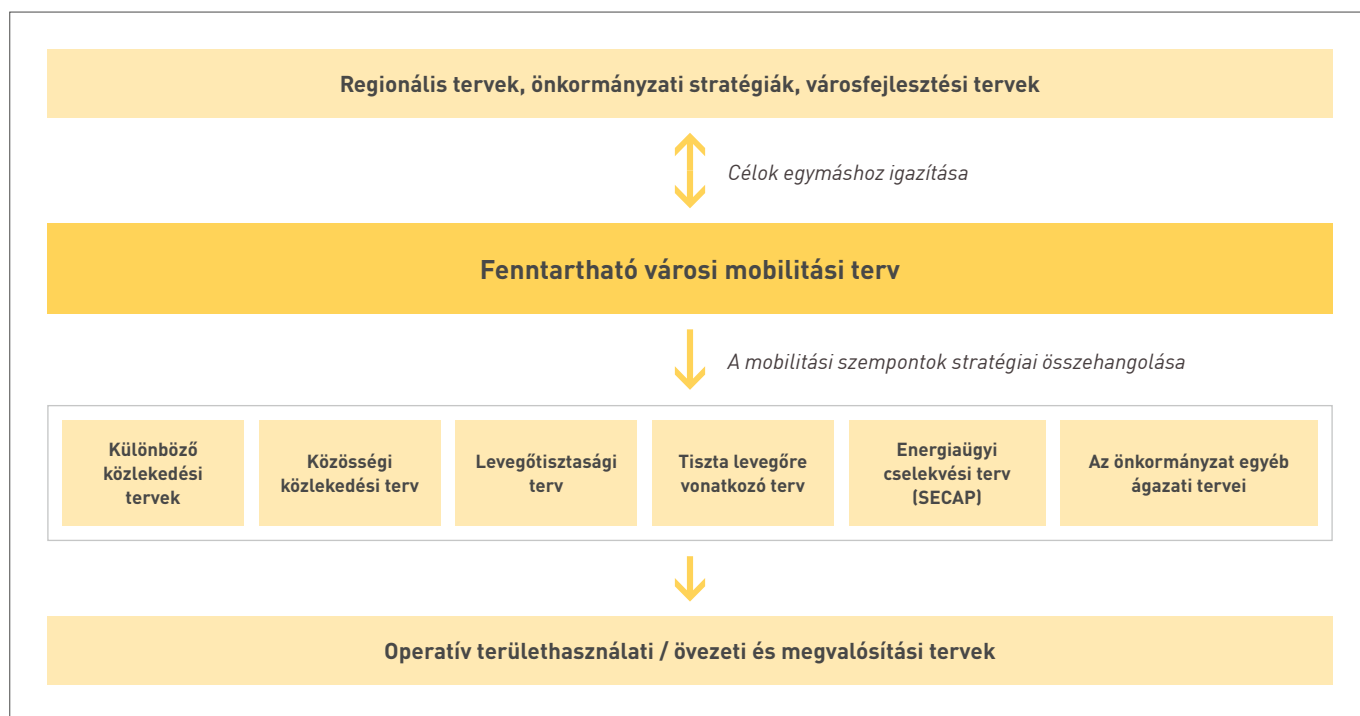 Regionális tervek, önkormányzati stratégiák, városfejlesztési tervek
Célok egymáshoz igazítása
Fenntartható városi mobilitási terv
A mobilitási szempontok stratégiai összehangolása
Különböző
közlekedési
tervek
Közösségi
közlekedési terv
Levegőtisztasági
terv
Tiszta levegőre
vonatkozó terv
Energiaügyi
cselekvési terv
(SECAP)
Az önkormányzat egyéb
ágazati tervei
Operatív területhasználati / övezeti és megvalósítási tervek